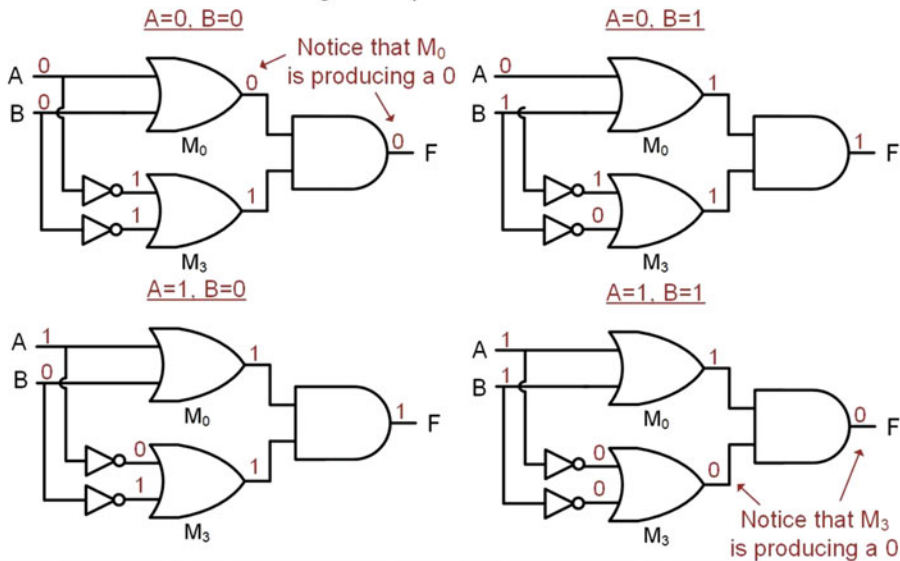 A=0, B=0
Notice that M0
is producing a 0
A 0
B 0
0
M0
1
1
1
M3
0
F
A=0, B=1
A 0
B 1
1
M0
1
0
1
M3
1
F
A=1, B=0
A 1
B 0
1
M0
0
1
1
M3
1
F
A=1, B=1
A 1
B 1
1
M0
0
0
0
M3
0
F
Notice that M3
is producing a 0